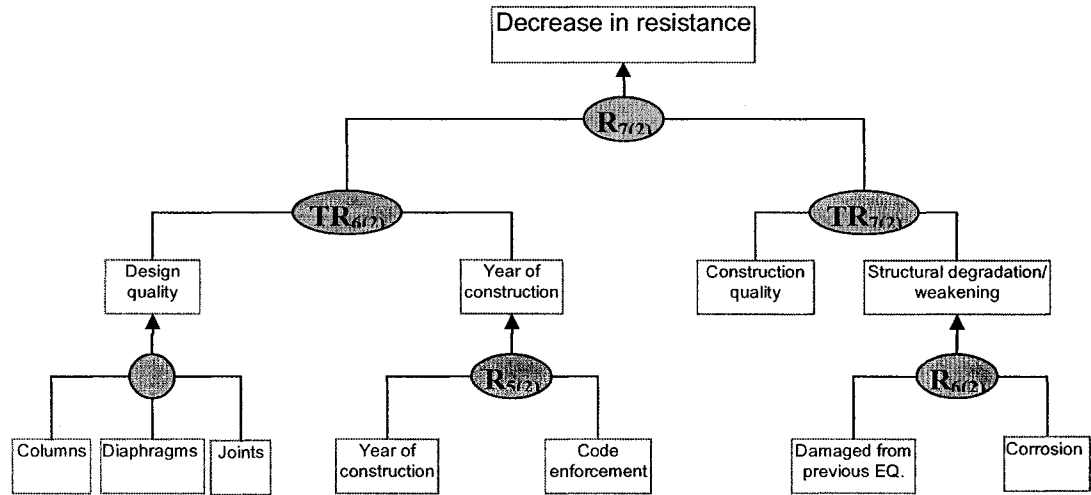 Decrease in resistance
R7(2)
TR6(2)
TR7(2)
Design
quality
Year of
construction
Construction
quality
Structural degradation/
weakening
R5(2)
R6(2)
Columns
Diaphragms
Joints
Year of
construction
Code
enforcement
Damaged from
previous EQ.
Corrosion